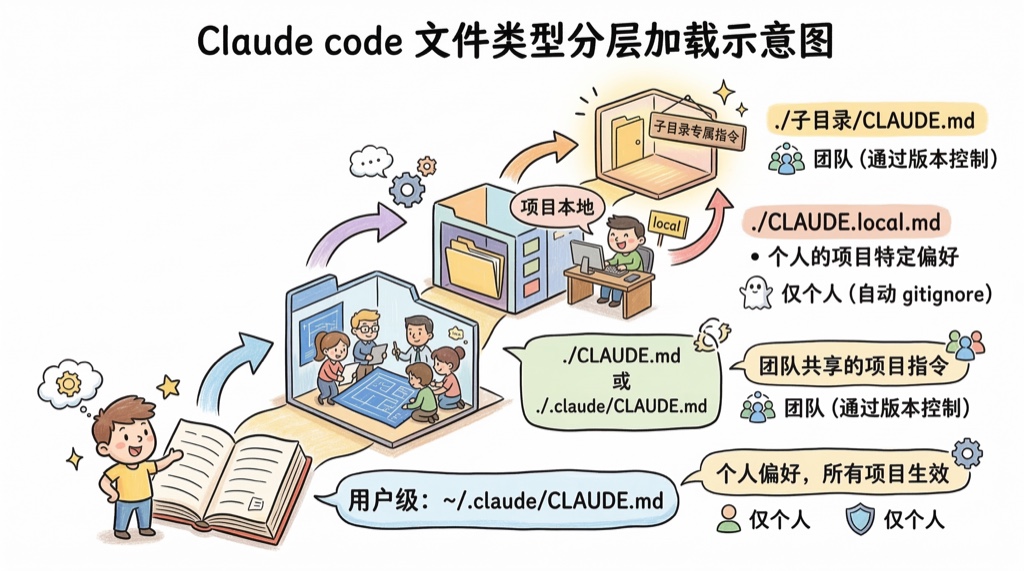 Claude code 文件类型分层加载示意图
子目录专属指令
./子目录/CLAUDE.md
团队（通过版本控制）
项目本地
local
./CLAUDE.local.md
• 个人的项目特定偏好
仅个人（自动 gitignore）
./CLAUDE.md
或
./.claude/CLAUDE.md
团队共享的项目指令
团队（通过版本控制）
用户级：~/.claude/CLAUDE.md
个人偏好，所有项目生效
仅个人
仅个人